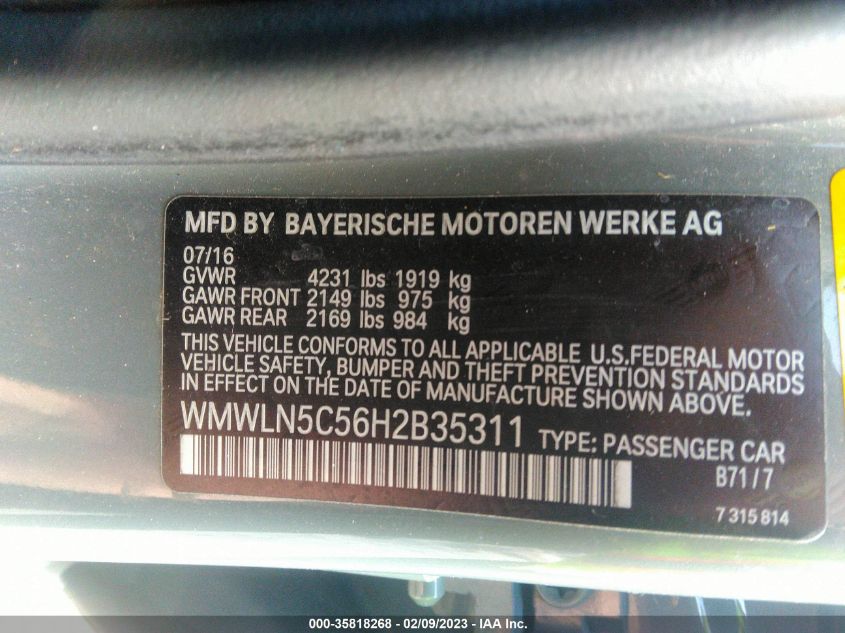 MFD BY BAYERISCHE MOTOREN WERKE AG
07/16
GVWR 4231 lbs 1919 kg
GAWR FRONT 2149 lbs 975 kg
GAWR REAR 2169 lbs 984 kg
THIS VEHICLE CONFORMS TO ALL APPLICABLE U.S.FEDERAL MOTOR
VEHICLE SAFETY, BUMPER AND THEFT PREVENTION STANDARDS
IN EFFECT ON THE DATE OF MANUFACTURE SHOWN ABOVE.
WMWLN5C56H2B35311 TYPE: PASSENGER CAR
B71/7
7 315 814
000-35818268 - 02/09/2023 - IAA Inc.